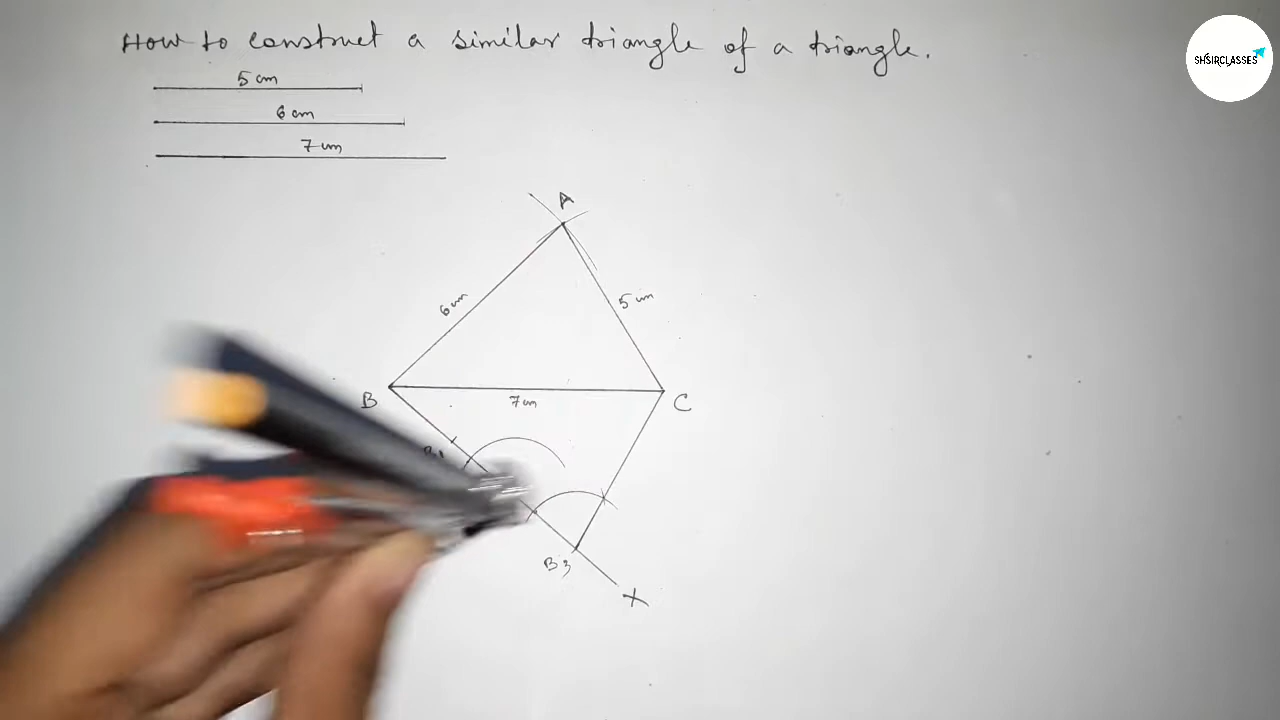 How to construct a similar triangle of a triangle.
SHSIRCLASSES
5 cm
6 cm
7 cm
A
6 cm
5 cm
B
7 cm
C
B3
X